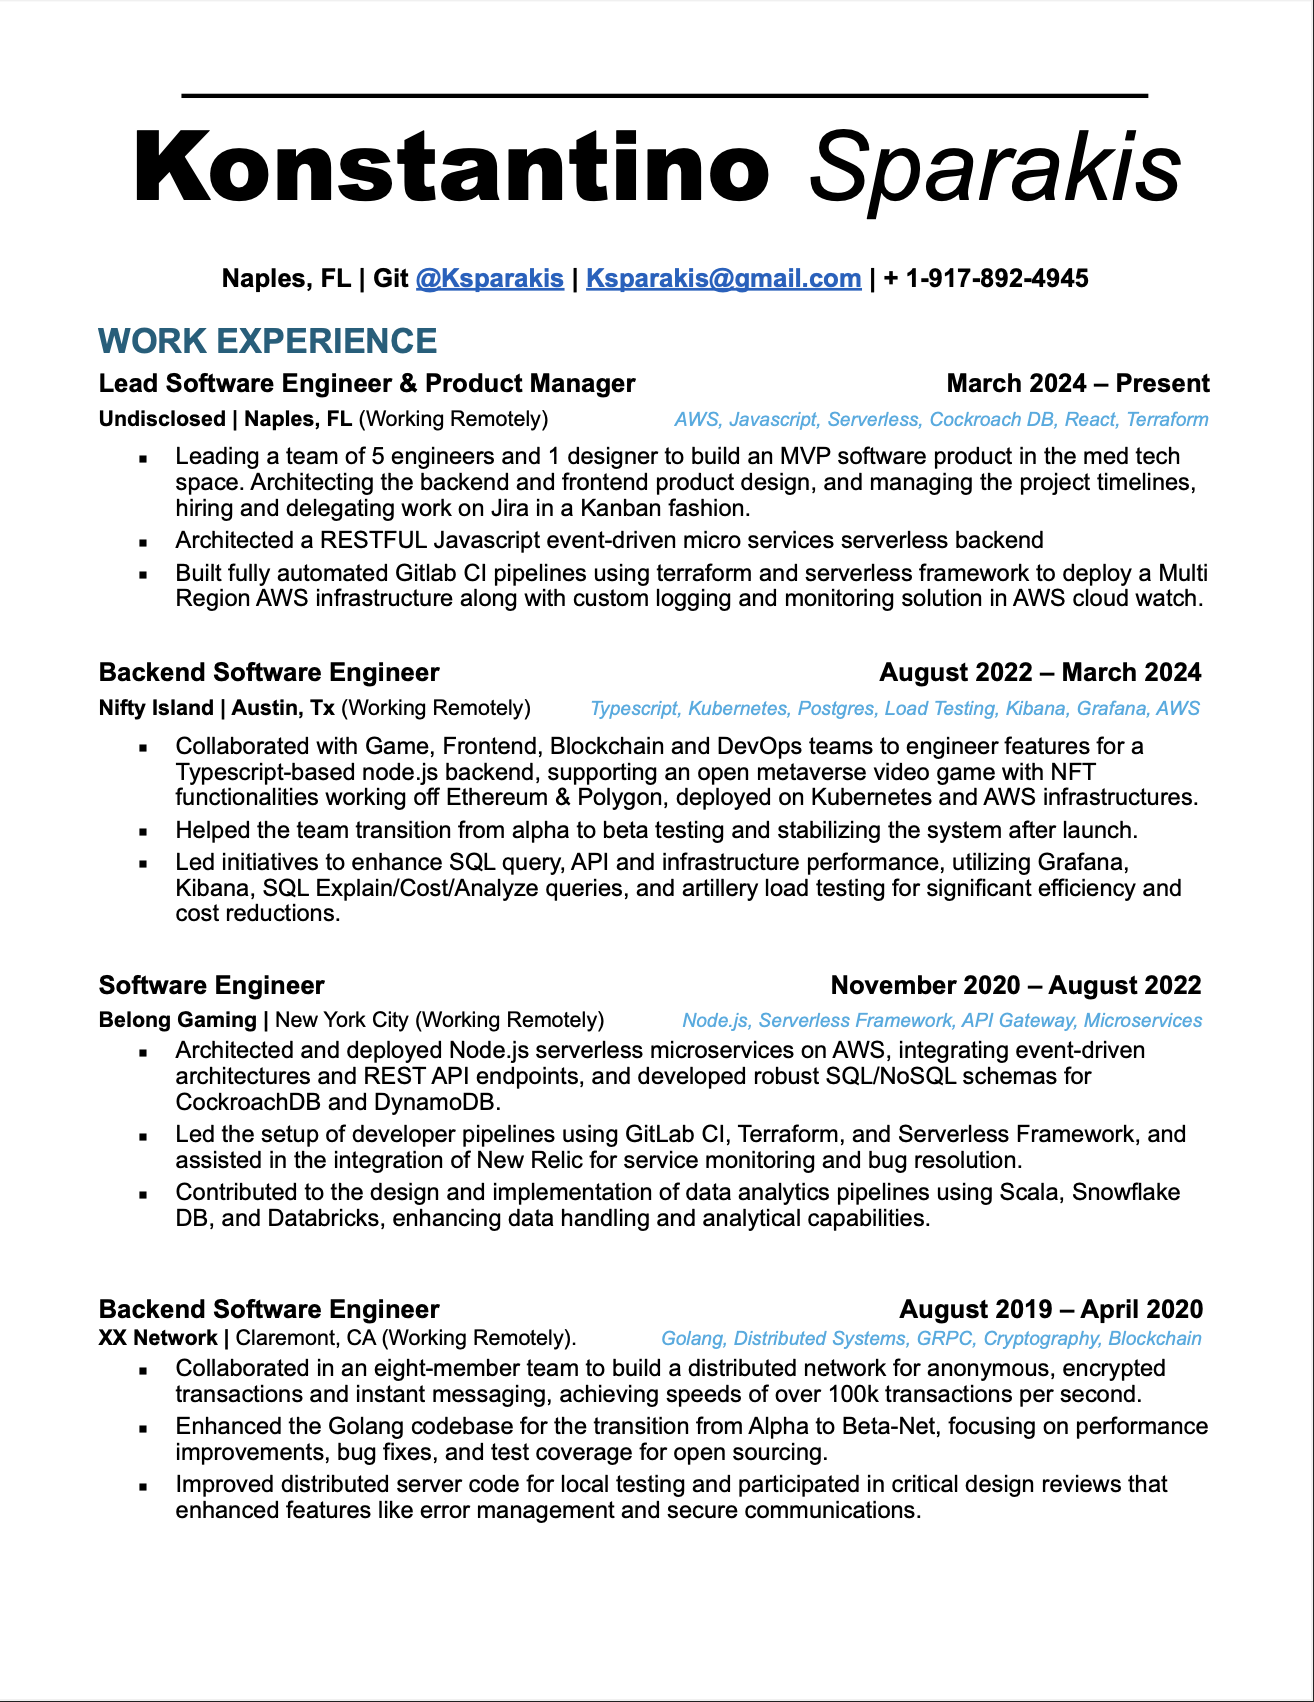 Konstantino Sparakis
Naples, FL | Git @Ksparakis | Ksparakis@gmail.com | + 1-917-892-4945
WORK EXPERIENCE
Lead Software Engineer & Product Manager March 2024 – Present
Undisclosed | Naples, FL (Working Remotely) AWS, Javascript, Serverless, Cockroach DB, React, Terraform
▪ Leading a team of 5 engineers and 1 designer to build an MVP software product in the med tech
space. Architecting the backend and frontend product design, and managing the project timelines,
hiring and delegating work on Jira in a Kanban fashion.
▪ Architected a RESTFUL Javascript event-driven micro services serverless backend
▪ Built fully automated Gitlab CI pipelines using terraform and serverless framework to deploy a Multi
Region AWS infrastructure along with custom logging and monitoring solution in AWS cloud watch.
Backend Software Engineer August 2022 – March 2024
Nifty Island | Austin, Tx (Working Remotely) Typescript, Kubernetes, Postgres, Load Testing, Kibana, Grafana, AWS
▪ Collaborated with Game, Frontend, Blockchain and DevOps teams to engineer features for a
Typescript-based node.js backend, supporting an open metaverse video game with NFT
functionalities working off Ethereum & Polygon, deployed on Kubernetes and AWS infrastructures.
▪ Helped the team transition from alpha to beta testing and stabilizing the system after launch.
▪ Led initiatives to enhance SQL query, API and infrastructure performance, utilizing Grafana,
Kibana, SQL Explain/Cost/Analyze queries, and artillery load testing for significant efficiency and
cost reductions.
Software Engineer November 2020 – August 2022
Belong Gaming | New York City (Working Remotely) Node.js, Serverless Framework, API Gateway, Microservices
▪ Architected and deployed Node.js serverless microservices on AWS, integrating event-driven
architectures and REST API endpoints, and developed robust SQL/NoSQL schemas for
CockroachDB and DynamoDB.
▪ Led the setup of developer pipelines using GitLab CI, Terraform, and Serverless Framework, and
assisted in the integration of New Relic for service monitoring and bug resolution.
▪ Contributed to the design and implementation of data analytics pipelines using Scala, Snowflake
DB, and Databricks, enhancing data handling and analytical capabilities.
Backend Software Engineer August 2019 – April 2020
XX Network | Claremont, CA (Working Remotely). Golang, Distributed Systems, GRPC, Cryptography, Blockchain
▪ Collaborated in an eight-member team to build a distributed network for anonymous, encrypted
transactions and instant messaging, achieving speeds of over 100k transactions per second.
▪ Enhanced the Golang codebase for the transition from Alpha to Beta-Net, focusing on performance
improvements, bug fixes, and test coverage for open sourcing.
▪ Improved distributed server code for local testing and participated in critical design reviews that
enhanced features like error management and secure communications.